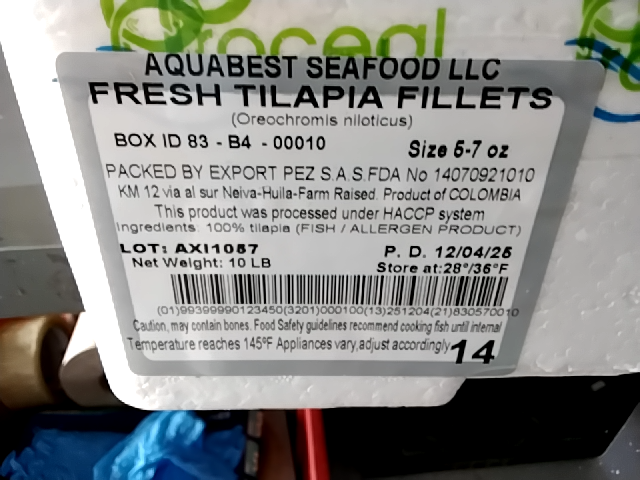 Proceal
AQUABEST SEAFOOD LLC
FRESH TILAPIA FILLETS
(Oreochromis niloticus)
BOX ID 83 - B4 - 00010
Size 5-7 oz
PACKED BY EXPORT PEZ S.A.S.FDA No 14070921010
KM 12 via al sur Neiva-Huila-Farm Raised. Product of COLOMBIA
This product was processed under HACCP system
Ingredients: 100% tilapia (FISH / ALLERGEN PRODUCT)
LOT: AXI1057
P. D. 12/04/25
Net Weight: 10 LB
Store at:28°/36°F
(01)99399990123450(3201)000100(13)251204(21)830570010
Caution, may contain bones. Food Safety guidelines recommend cooking fish until internal
Temperature reaches 145ºF Appliances vary,adjust accordingly
14